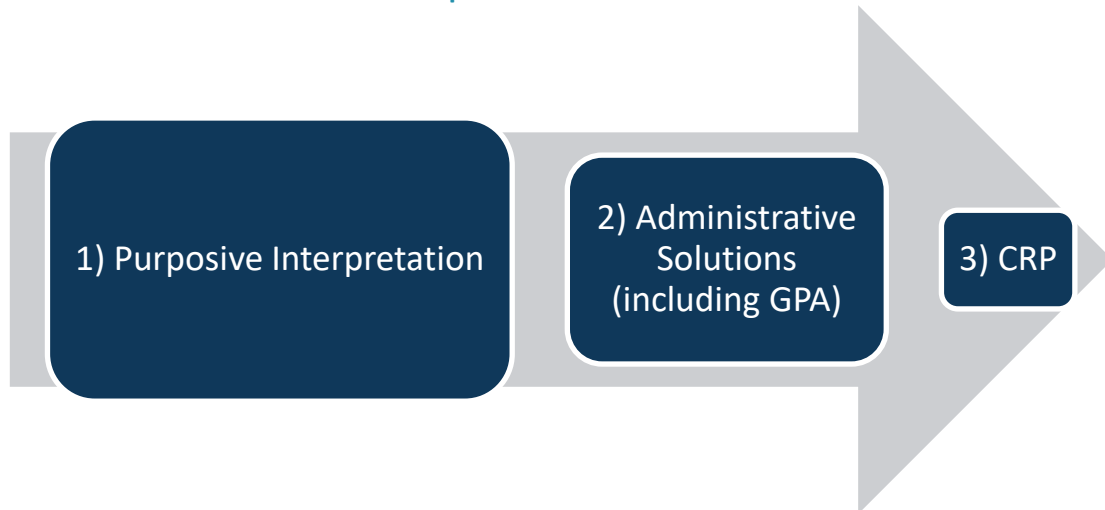 1) Purposive Interpretation
2) Administrative
Solutions
(including GPA)
3) CRP